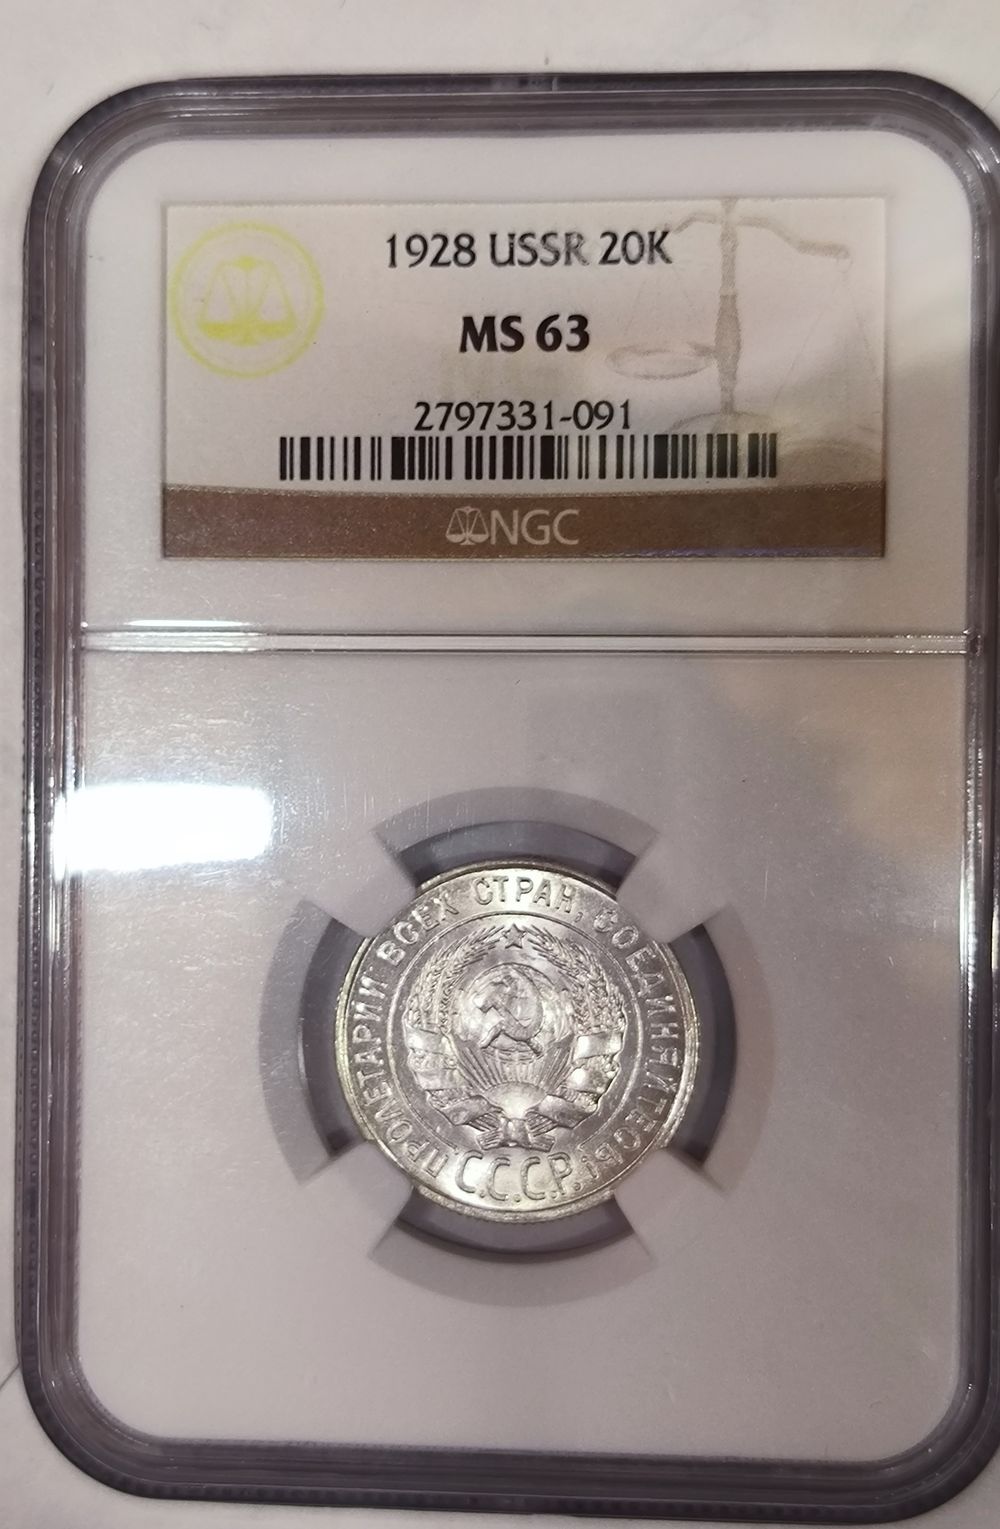 1928 USSR 20K
MS 63
2797331-091
NGC
ПРОЛЕТАРИИ ВСЕХ СТРАН, СОЕДИНЯЙТЕСЬ!
С.С.С.Р.